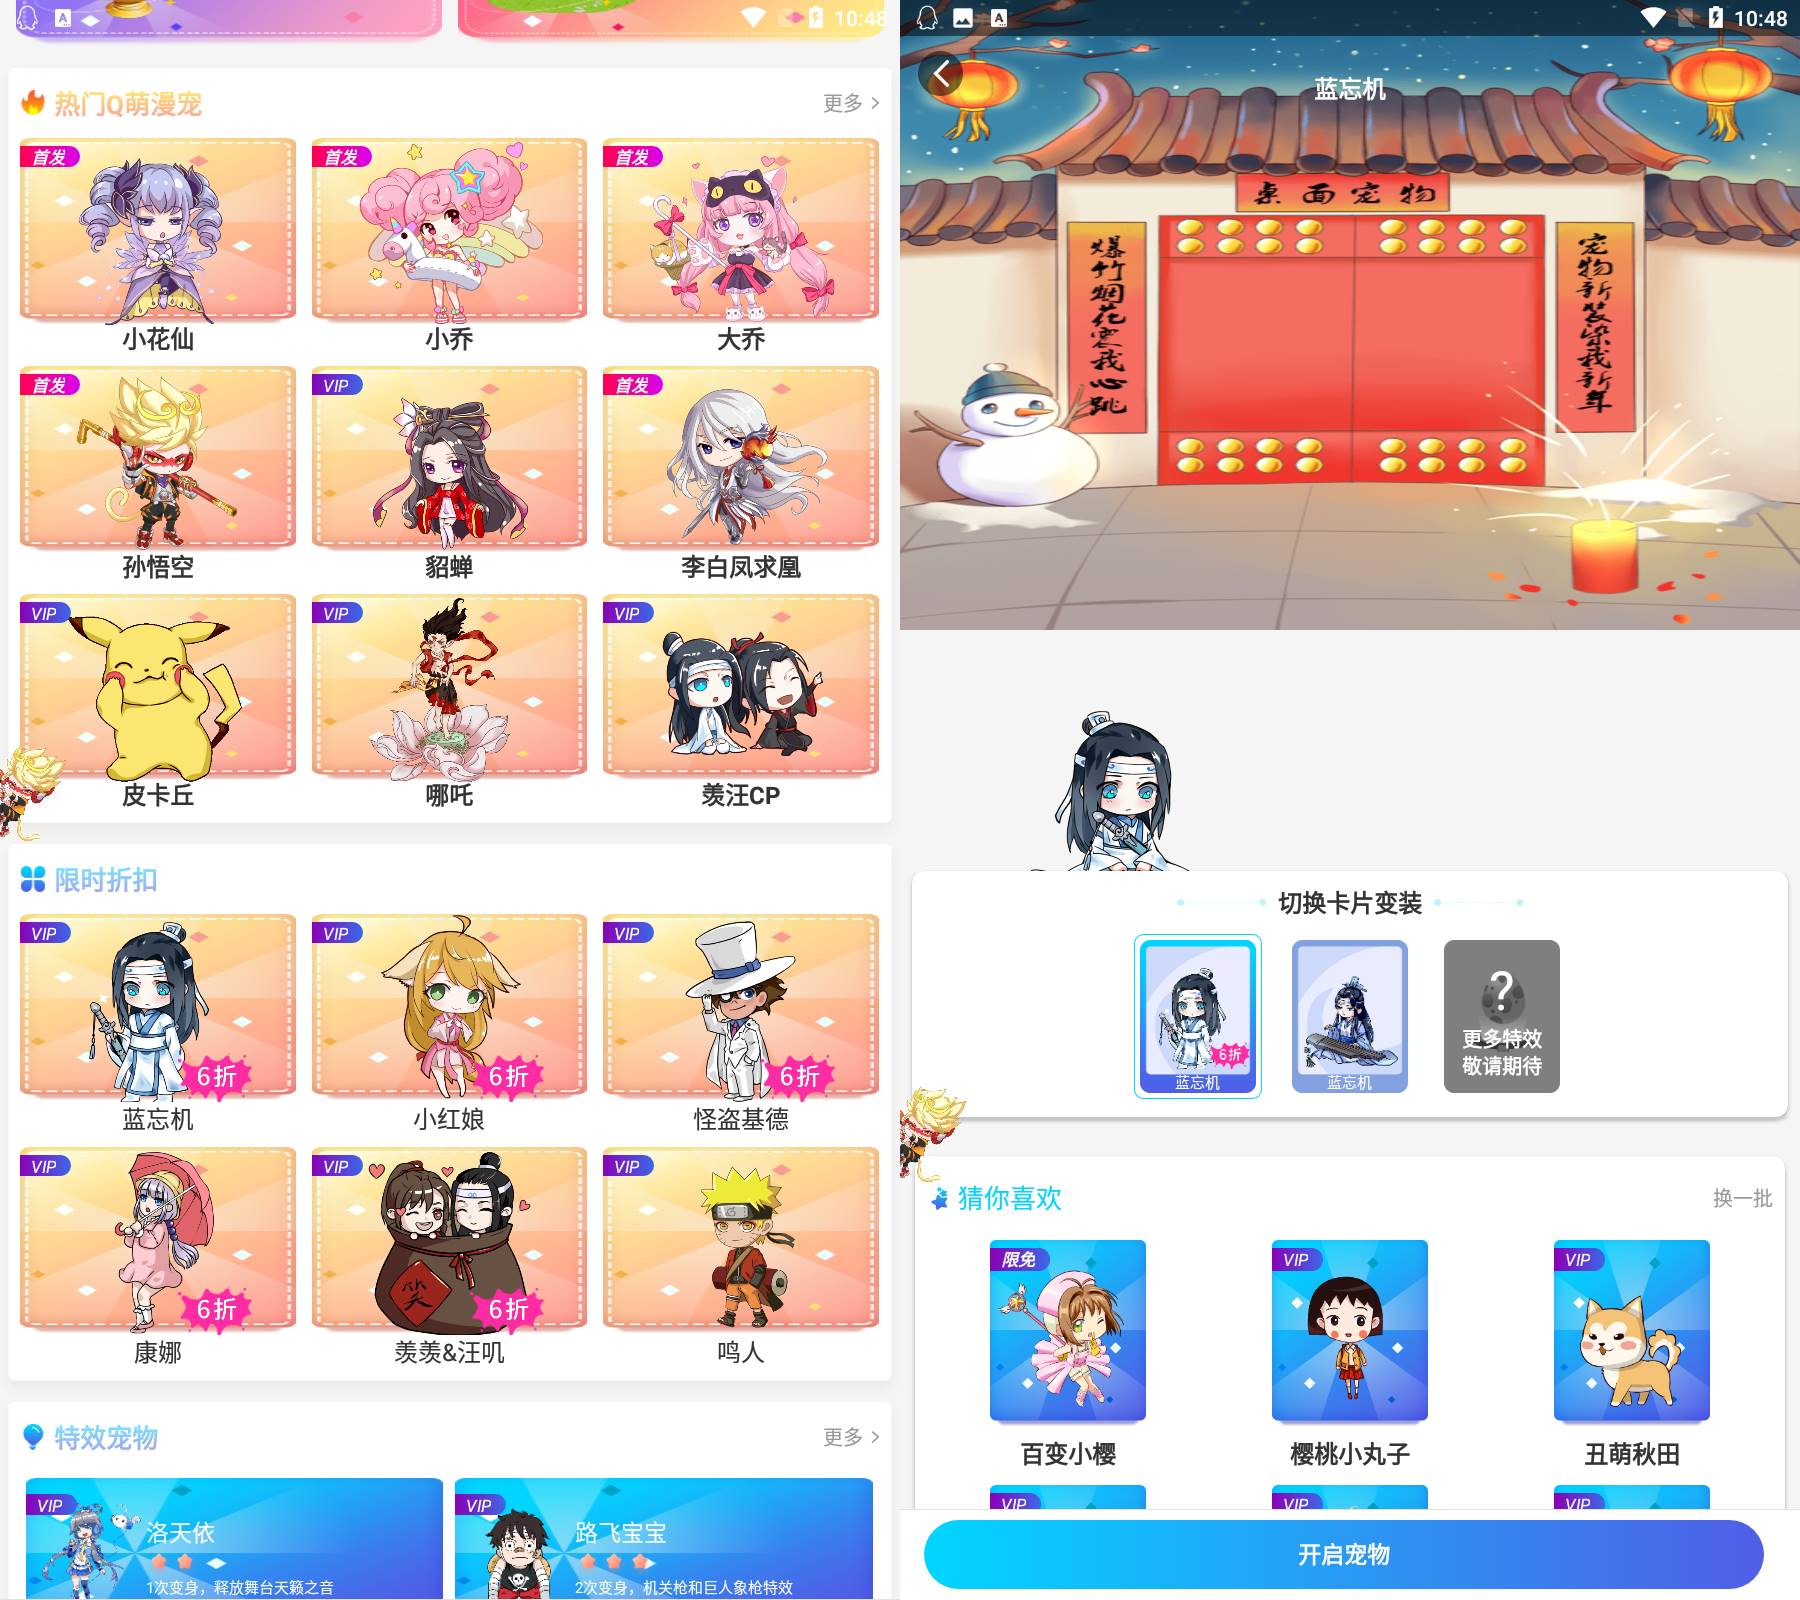 10:48
热门Q萌漫宠
更多
首发
首发
首发
小花仙
小乔
大乔
首发
VIP
首发
孙悟空
貂蝉
李白凤求凰
VIP
VIP
VIP
皮卡丘
哪吒
羡汪CP
限时折扣
VIP
VIP
VIP
6折
6折
6折
蓝忘机
小红娘
怪盗基德
VIP
VIP
VIP
笑
6折
6折
康娜
羡羡&汪叽
鸣人
特效宠物
更多
VIP
洛天依
1次变身，释放舞台天籁之音
VIP
路飞宝宝
2次变身，机关枪和巨人象枪特效
10:48
蓝忘机
桌面宠物
爆竹烟花震我心跳
宠物新装染我新年
切换卡片变装
6折
蓝忘机
蓝忘机
?
更多特效
敬请期待
猜你喜欢
换一批
限免
VIP
VIP
百变小樱
樱桃小丸子
丑萌秋田
VIP
VIP
VIP
开启宠物